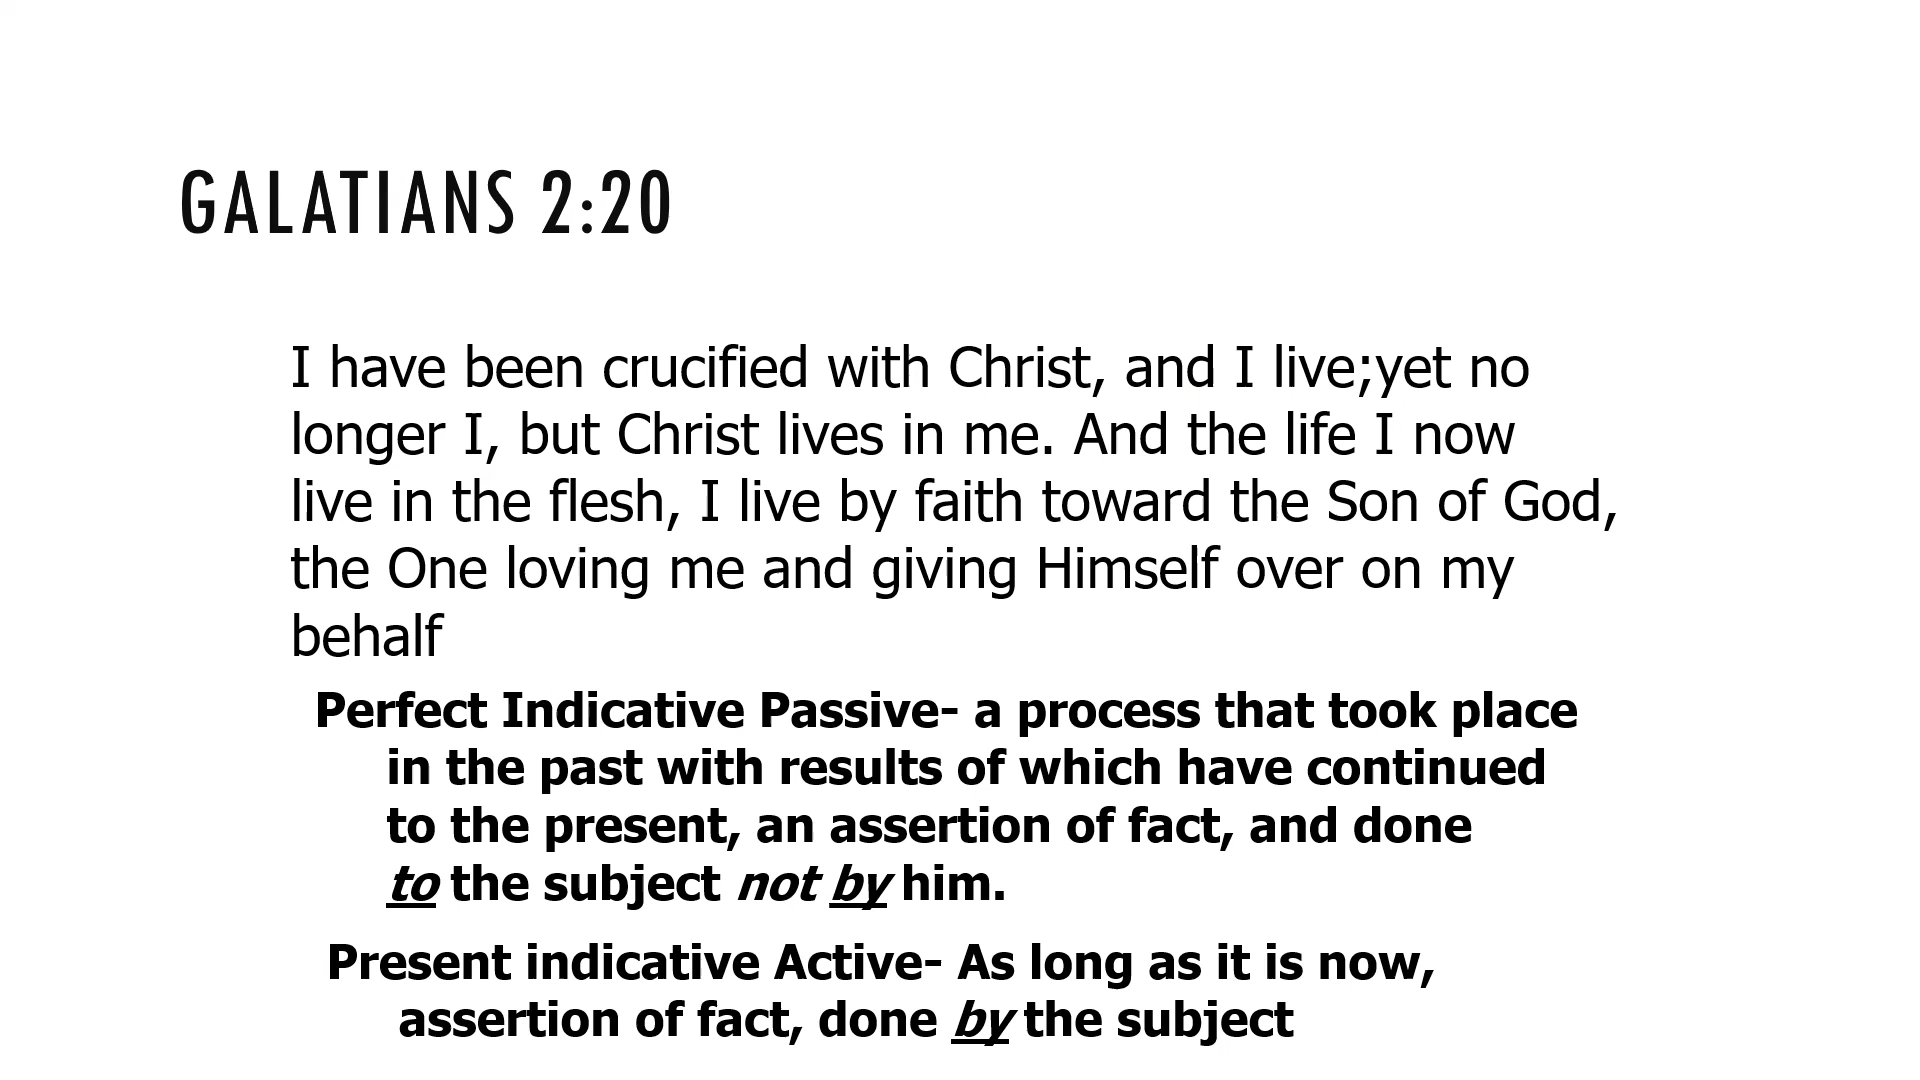 GALATIANS 2:20
I have been crucified with Christ, and I live;yet no
longer I, but Christ lives in me. And the life I now
live in the flesh, I live by faith toward the Son of God,
the One loving me and giving Himself over on my
behalf
Perfect Indicative Passive- a process that took place
in the past with results of which have continued
to the present, an assertion of fact, and done
to the subject not by him.
Present indicative Active- As long as it is now,
assertion of fact, done by the subject